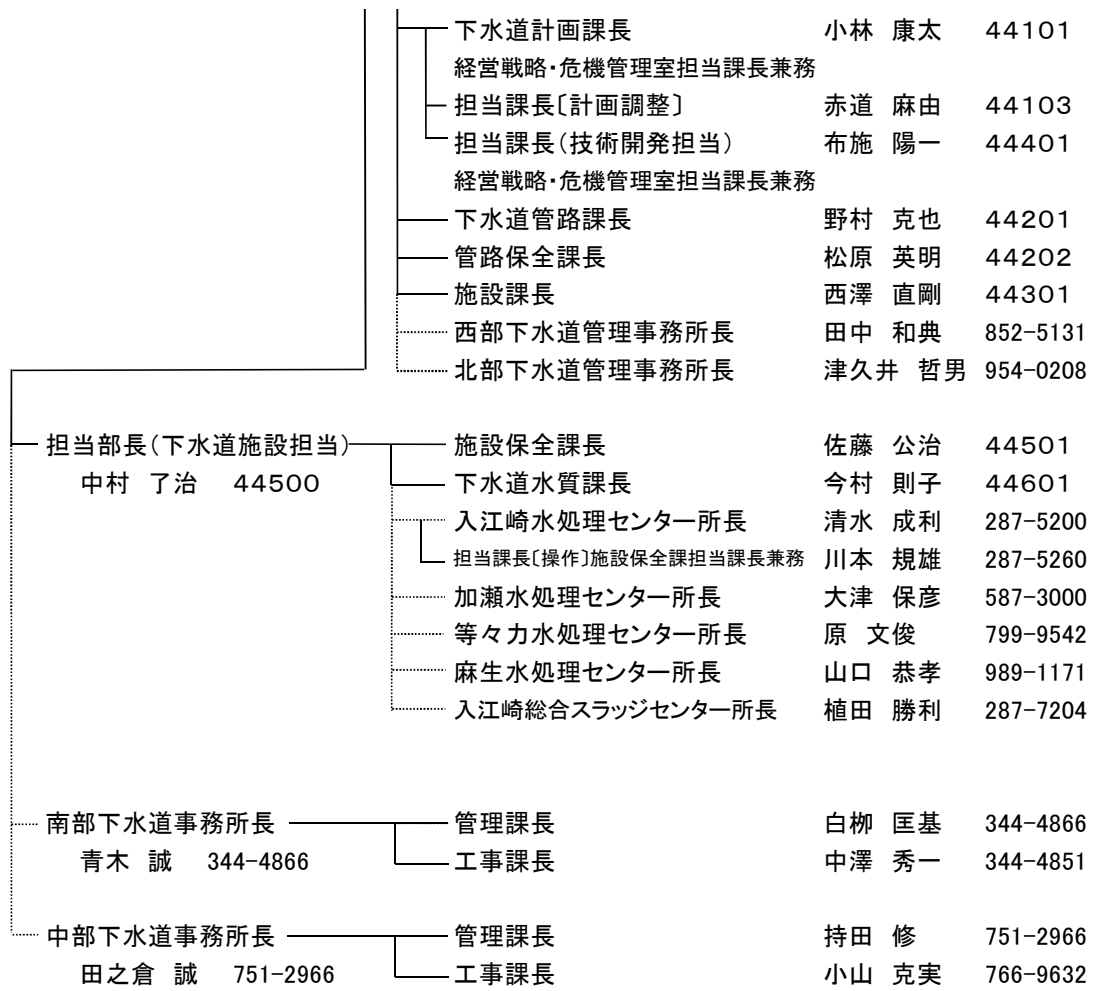 下水道計画課長 小林 康太 44101
経営戦略・危機管理室担当課長兼務
担当課長〔計画調整〕 赤道 麻由 44103
担当課長(技術開発担当) 布施 陽一 44401
経営戦略・危機管理室担当課長兼務
下水道管路課長 野村 克也 44201
管路保全課長 松原 英明 44202
施設課長 西澤 直剛 44301
西部下水道管理事務所長 田中 和典 852-5131
北部下水道管理事務所長 津久井 哲男 954-0208
担当部長(下水道施設担当) 施設保全課長 佐藤 公治 44501
中村 了治 44500 下水道水質課長 今村 則子 44601
入江崎水処理センター所長 清水 成利 287-5200
担当課長〔操作〕施設保全課担当課長兼務 川本 規雄 287-5260
加瀬水処理センター所長 大津 保彦 587-3000
等々力水処理センター所長 原 文俊 799-9542
麻生水処理センター所長 山口 恭孝 989-1171
入江崎総合スラッジセンター所長 植田 勝利 287-7204
南部下水道事務所長 管理課長 白柳 匡基 344-4866
青木 誠 344-4866 工事課長 中澤 秀一 344-4851
中部下水道事務所長 管理課長 持田 修 751-2966
田之倉 誠 751-2966 工事課長 小山 克実 766-9632